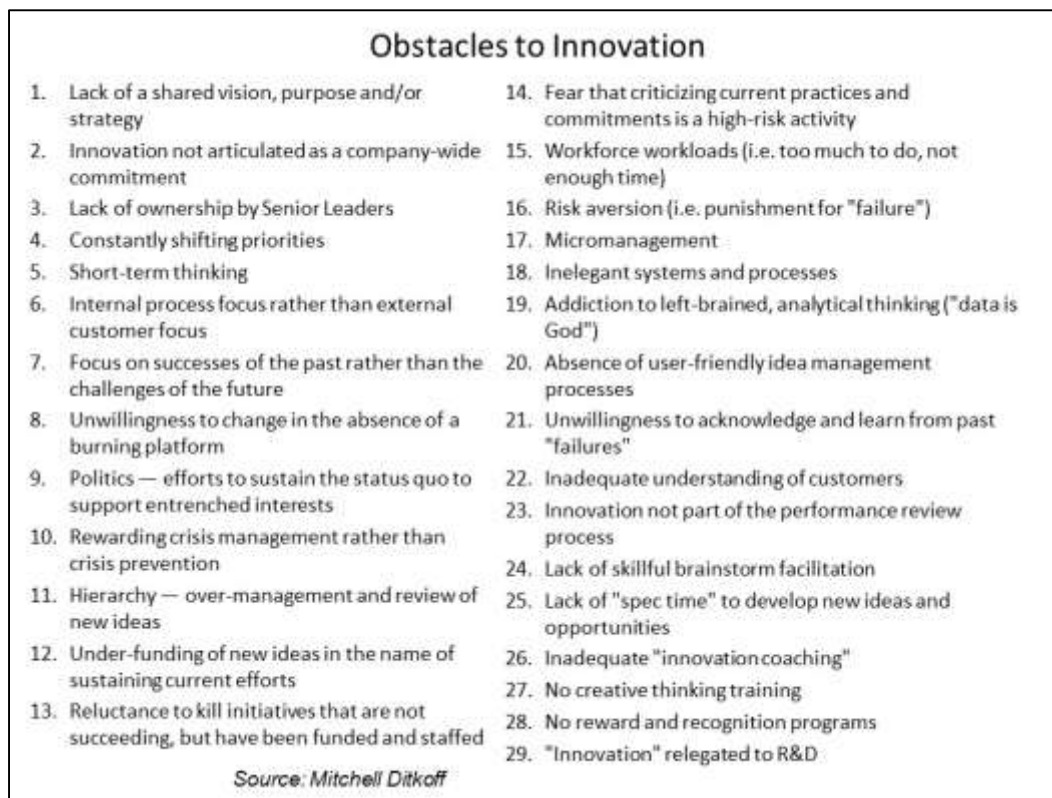 Obstacles to Innovation
1. Lack of a shared vision, purpose and/or
strategy
2. Innovation not articulated as a company-wide
commitment
3. Lack of ownership by Senior Leaders
4. Constantly shifting priorities
5. Short-term thinking
6. Internal process focus rather than external
customer focus
7. Focus on successes of the past rather than the
challenges of the future
8. Unwillingness to change in the absence of a
burning platform
9. Politics — efforts to sustain the status quo to
support entrenched interests
10. Rewarding crisis management rather than
crisis prevention
11. Hierarchy — over-management and review of
new ideas
12. Under-funding of new ideas in the name of
sustaining current efforts
13. Reluctance to kill initiatives that are not
succeeding, but have been funded and staffed
14. Fear that criticizing current practices and
commitments is a high-risk activity
15. Workforce workloads (i.e. too much to do, not
enough time)
16. Risk aversion (i.e. punishment for "failure")
17. Micromanagement
18. Inelegant systems and processes
19. Addiction to left-brained, analytical thinking ("data is
God")
20. Absence of user-friendly idea management
processes
21. Unwillingness to acknowledge and learn from past
"failures"
22. Inadequate understanding of customers
23. Innovation not part of the performance review
process
24. Lack of skillful brainstorm facilitation
25. Lack of "spec time" to develop new ideas and
opportunities
26. Inadequate "innovation coaching"
27. No creative thinking training
28. No reward and recognition programs
29. "Innovation" relegated to R&D
Source: Mitchell Ditkoff